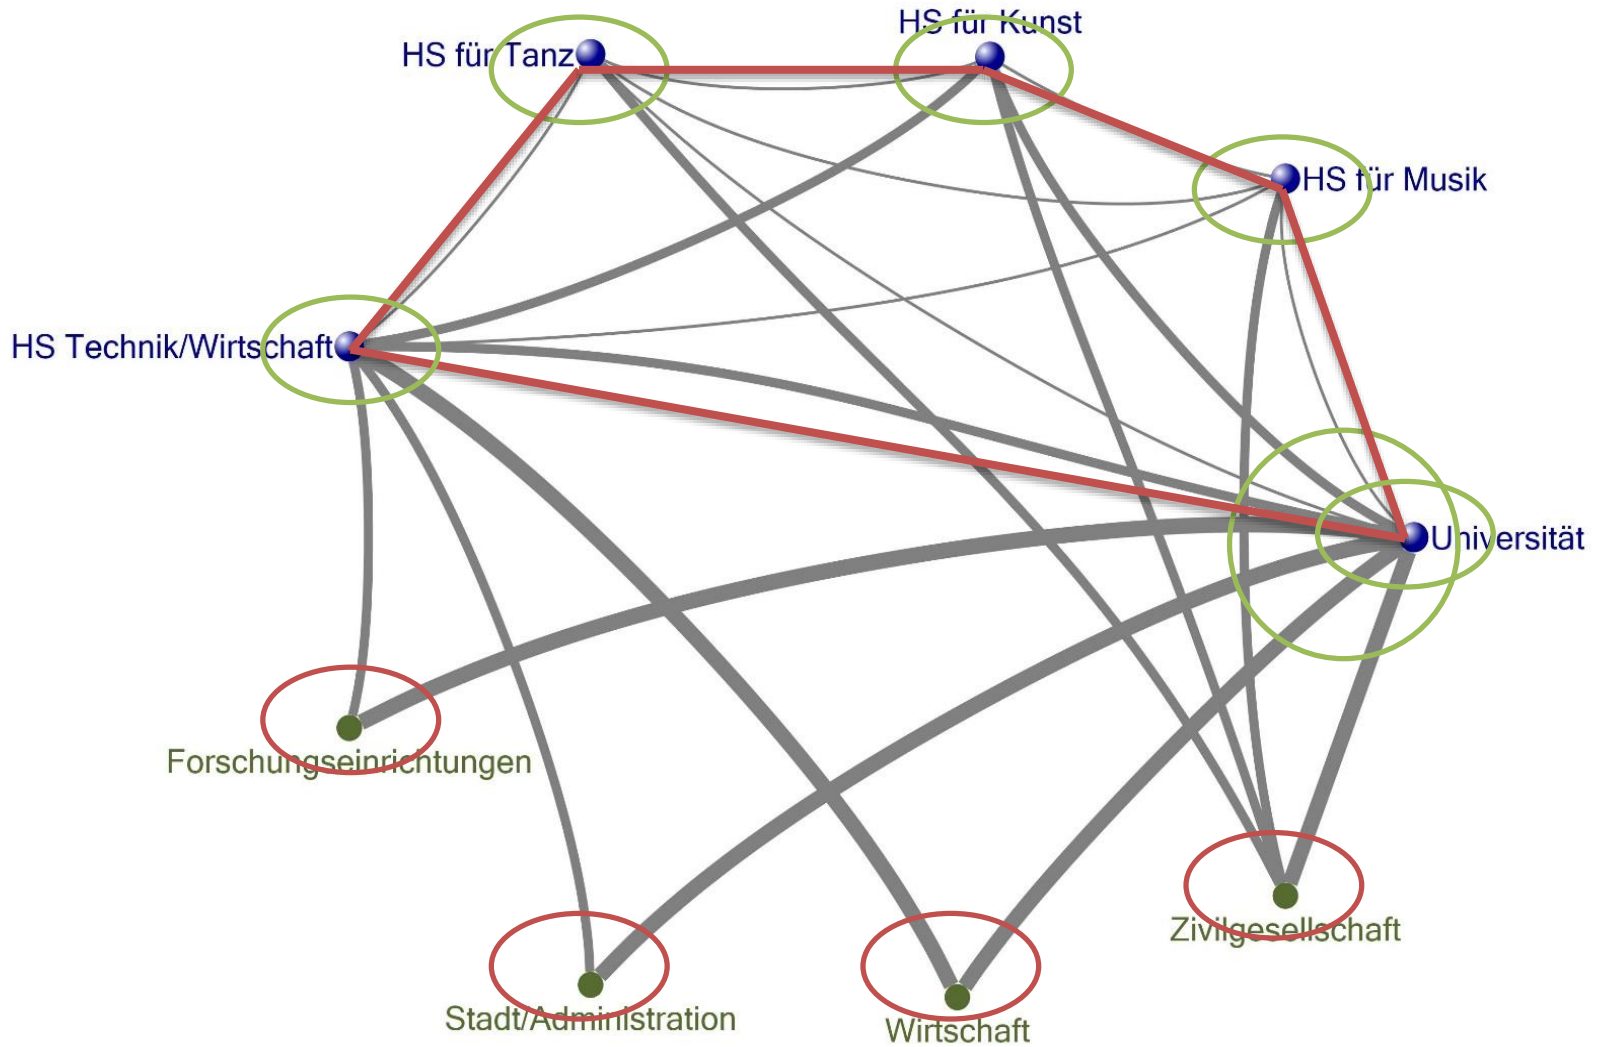 HS für Kunst
HS für Tanz
HS für Musik
HS Technik/Wirtschaft
Universität
Forschungseinrichtungen
Zivilgesellschaft
Stadt/Administration
Wirtschaft